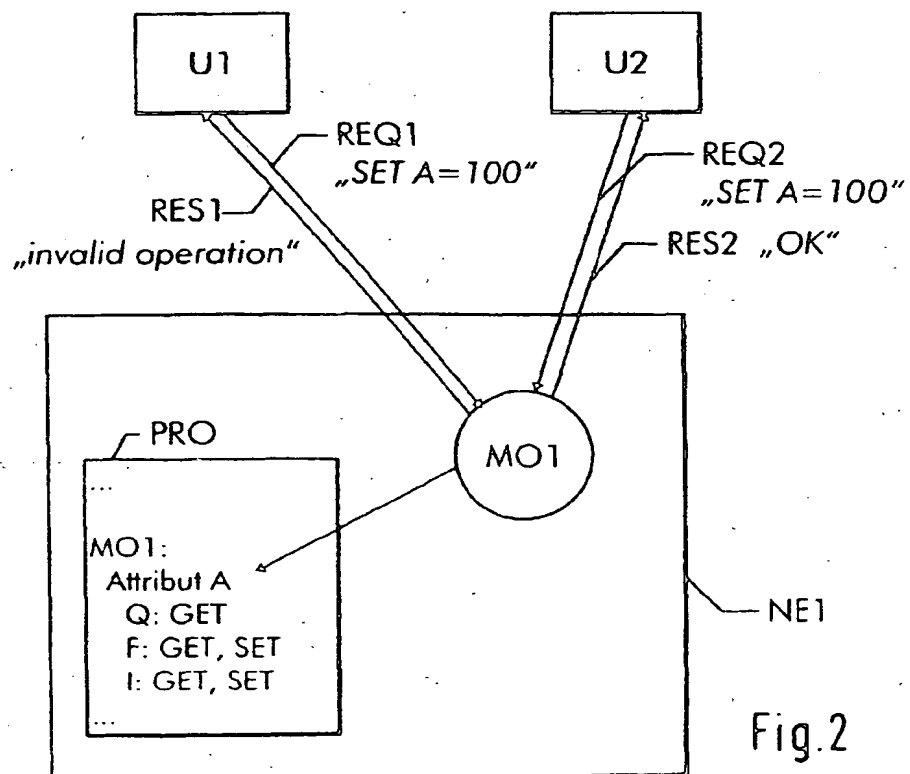 U1
U2
REQ1
„SET A=100“
RES1
„invalid operation“
REQ2
„SET A=100“
RES2 „OK“
PRO
MO1
...
MO1:
Attribut A
Q: GET
F: GET, SET
I: GET, SET
...
NE1
Fig.2